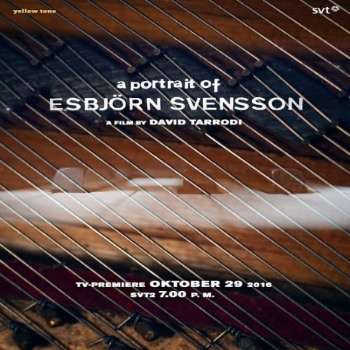 yellow tone
svt
a portrait of
ESBJÖRN SVENSSON
A FILM BY DAVID TARRODI
TV-PREMIERE OKTOBER 29 2016
SVT2 7.00 P. M.